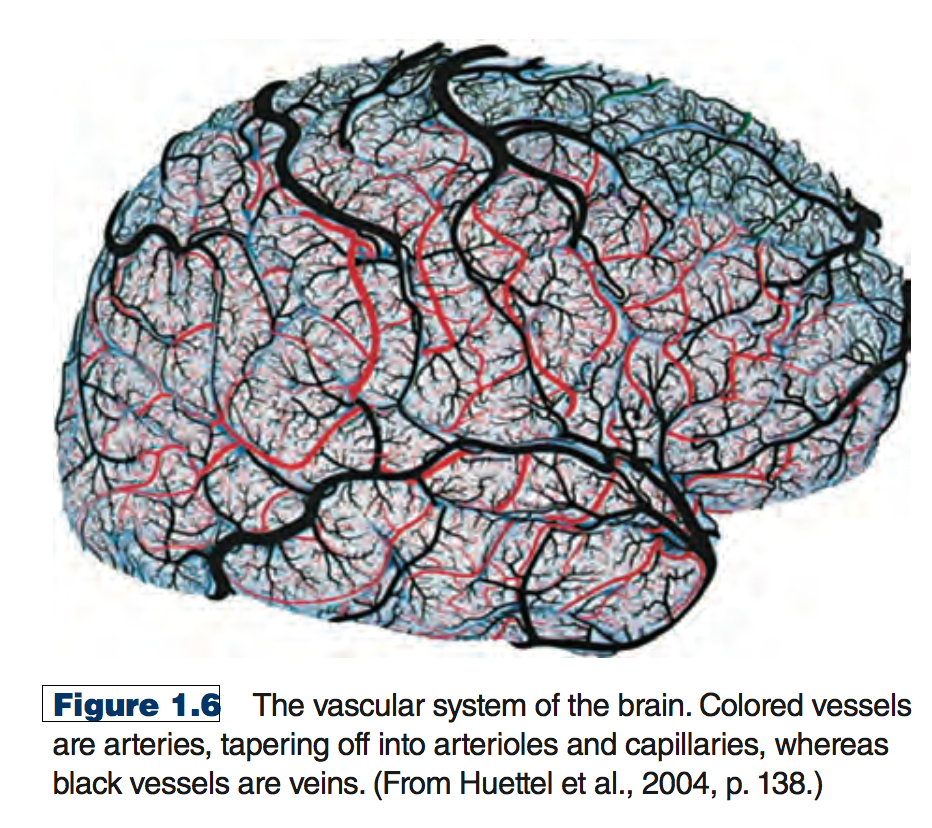 Figure 1.6 The vascular system of the brain. Colored vessels
are arteries, tapering off into arterioles and capillaries, whereas
black vessels are veins. (From Huettel et al., 2004, p. 138.)